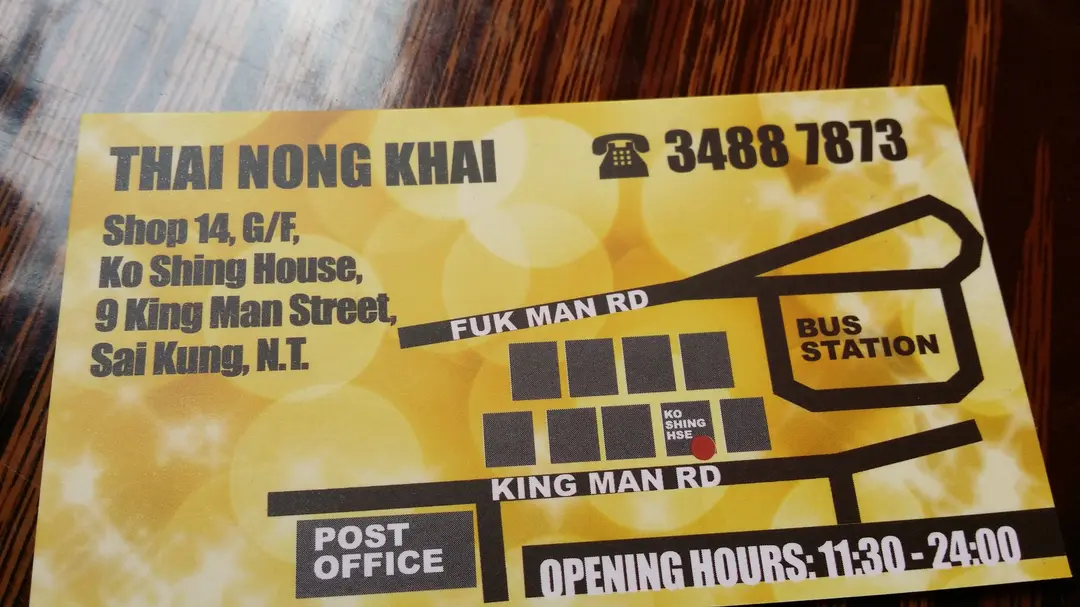 THAI NONG KHAI
☎ 3488 7873
Shop 14, G/F,
Ko Shing House,
9 King Man Street,
Sai Kung, N.T.
FUK MAN RD
BUS
STATION
KO
SHING
HSE
KING MAN RD
POST
OFFICE
OPENING HOURS: 11:30 - 24:00